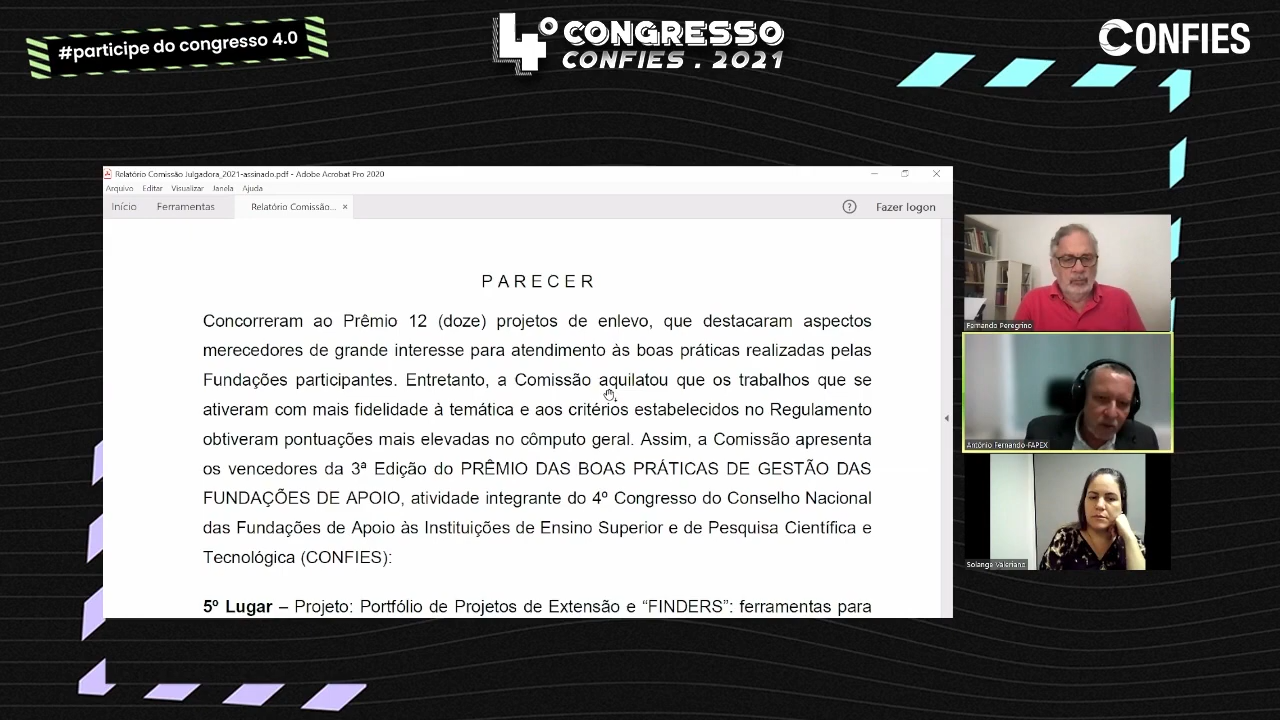 #participe do congresso 4.0
4º CONGRESSO
CONFIES . 2021
CONFIES
Relatório Comissão Julgadora_2021-assinado.pdf - Adobe Acrobat Pro 2020
Arquivo Editar Visualizar Janela Ajuda
Início Ferramentas Relatório Comissão... × ? Fazer logon
PARECER
Concorreram ao Prêmio 12 (doze) projetos de enlevo, que destacaram aspectos
merecedores de grande interesse para atendimento às boas práticas realizadas pelas
Fundações participantes. Entretanto, a Comissão aquilatou que os trabalhos que se
ativeram com mais fidelidade à temática e aos critérios estabelecidos no Regulamento
obtiveram pontuações mais elevadas no cômputo geral. Assim, a Comissão apresenta
os vencedores da 3ª Edição do PRÊMIO DAS BOAS PRÁTICAS DE GESTÃO DAS
FUNDAÇÕES DE APOIO, atividade integrante do 4º Congresso do Conselho Nacional
das Fundações de Apoio às Instituições de Ensino Superior e de Pesquisa Científica e
Tecnológica (CONFIES):
5º Lugar – Projeto: Portfólio de Projetos de Extensão e “FINDERS”: ferramentas para
Fernando Peregrino
Antônio Fernando-FAPEX
Solange Valeriano